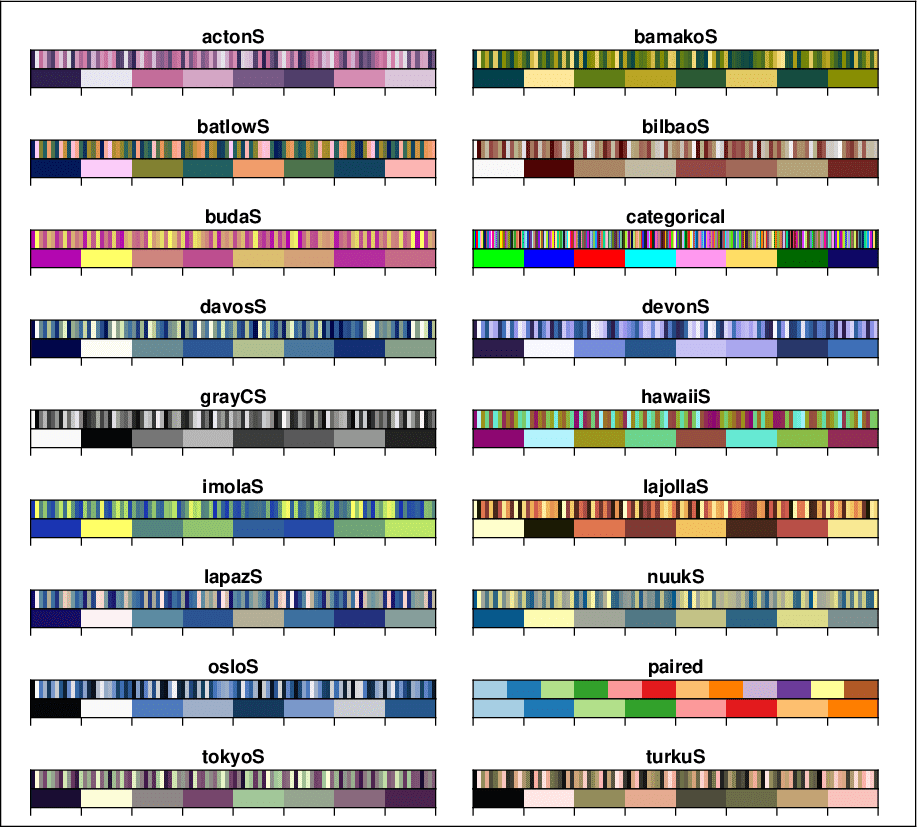 actonS
bamakoS
batlowS
bilbaoS
budaS
categorical
davosS
devonS
grayCS
hawaiiS
imolaS
lajollaS
lapazS
nuukS
osloS
paired
tokyoS
turkuS